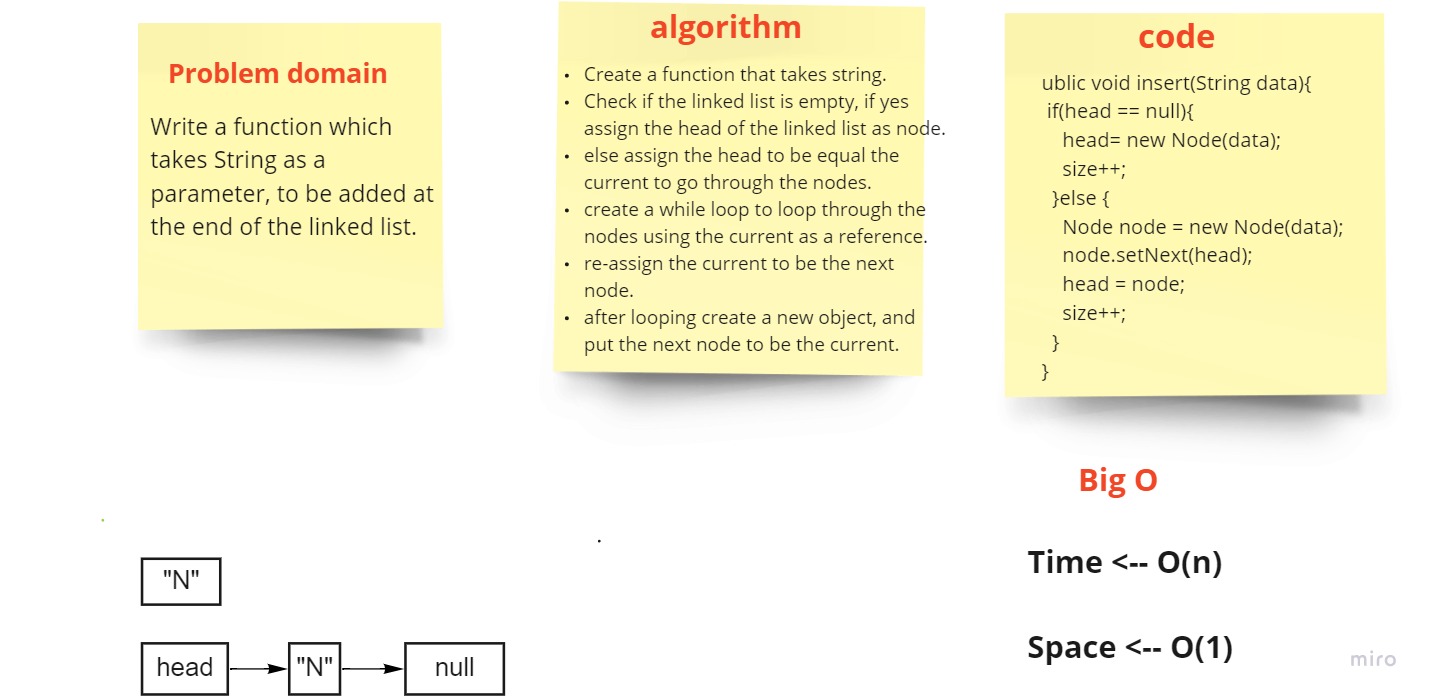 Problem domain
Write a function which
takes String as a
parameter, to be added at
the end of the linked list.
algorithm
• Create a function that takes string.
• Check if the linked list is empty, if yes
assign the head of the linked list as node.
• else assign the head to be equal the
current to go through the nodes.
• create a while loop to loop through the
nodes using the current as a reference.
• re-assign the current to be the next
node.
• after looping create a new object, and
put the next node to be the current.
code
ublic void insert(String data){
if(head == null){
head= new Node(data);
size++;
}else {
Node node = new Node(data);
node.setNext(head);
head = node;
size++;
}
}
Big O
Time <-- O(n)
Space <-- O(1)
"N"
head "N" null
miro